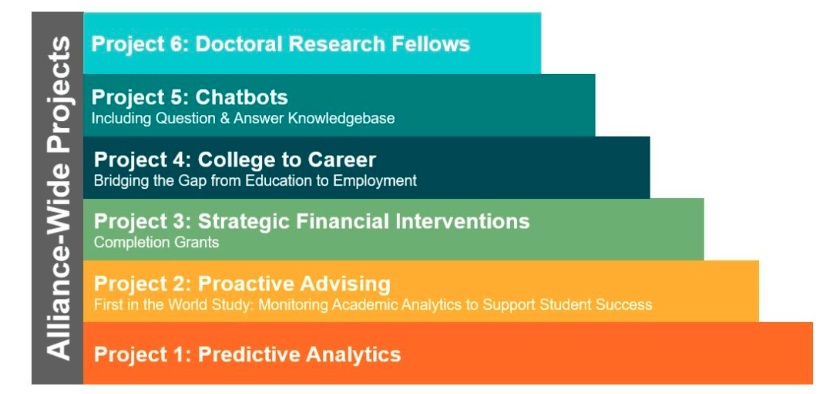 Alliance-Wide Projects
Project 6: Doctoral Research Fellows
Project 5: Chatbots
Including Question & Answer Knowledgebase
Project 4: College to Career
Bridging the Gap from Education to Employment
Project 3: Strategic Financial Interventions
Completion Grants
Project 2: Proactive Advising
First in the World Study: Monitoring Academic Analytics to Support Student Success
Project 1: Predictive Analytics